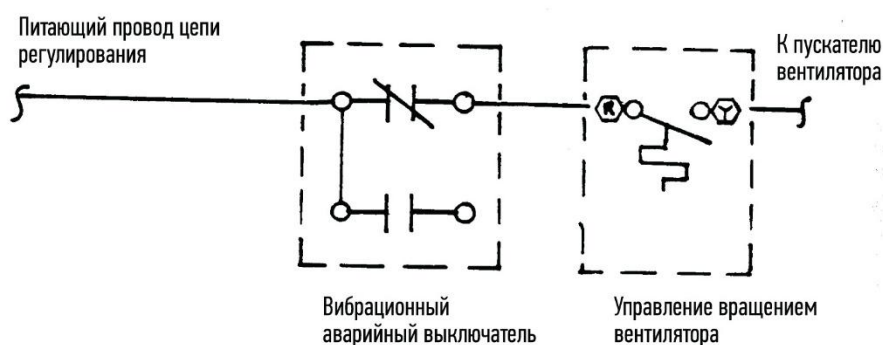 Питающий провод цепи
регулирования
К пускателю
вентилятора
R
Y
Вибрационный
аварийный выключатель
Управление вращением
вентилятора